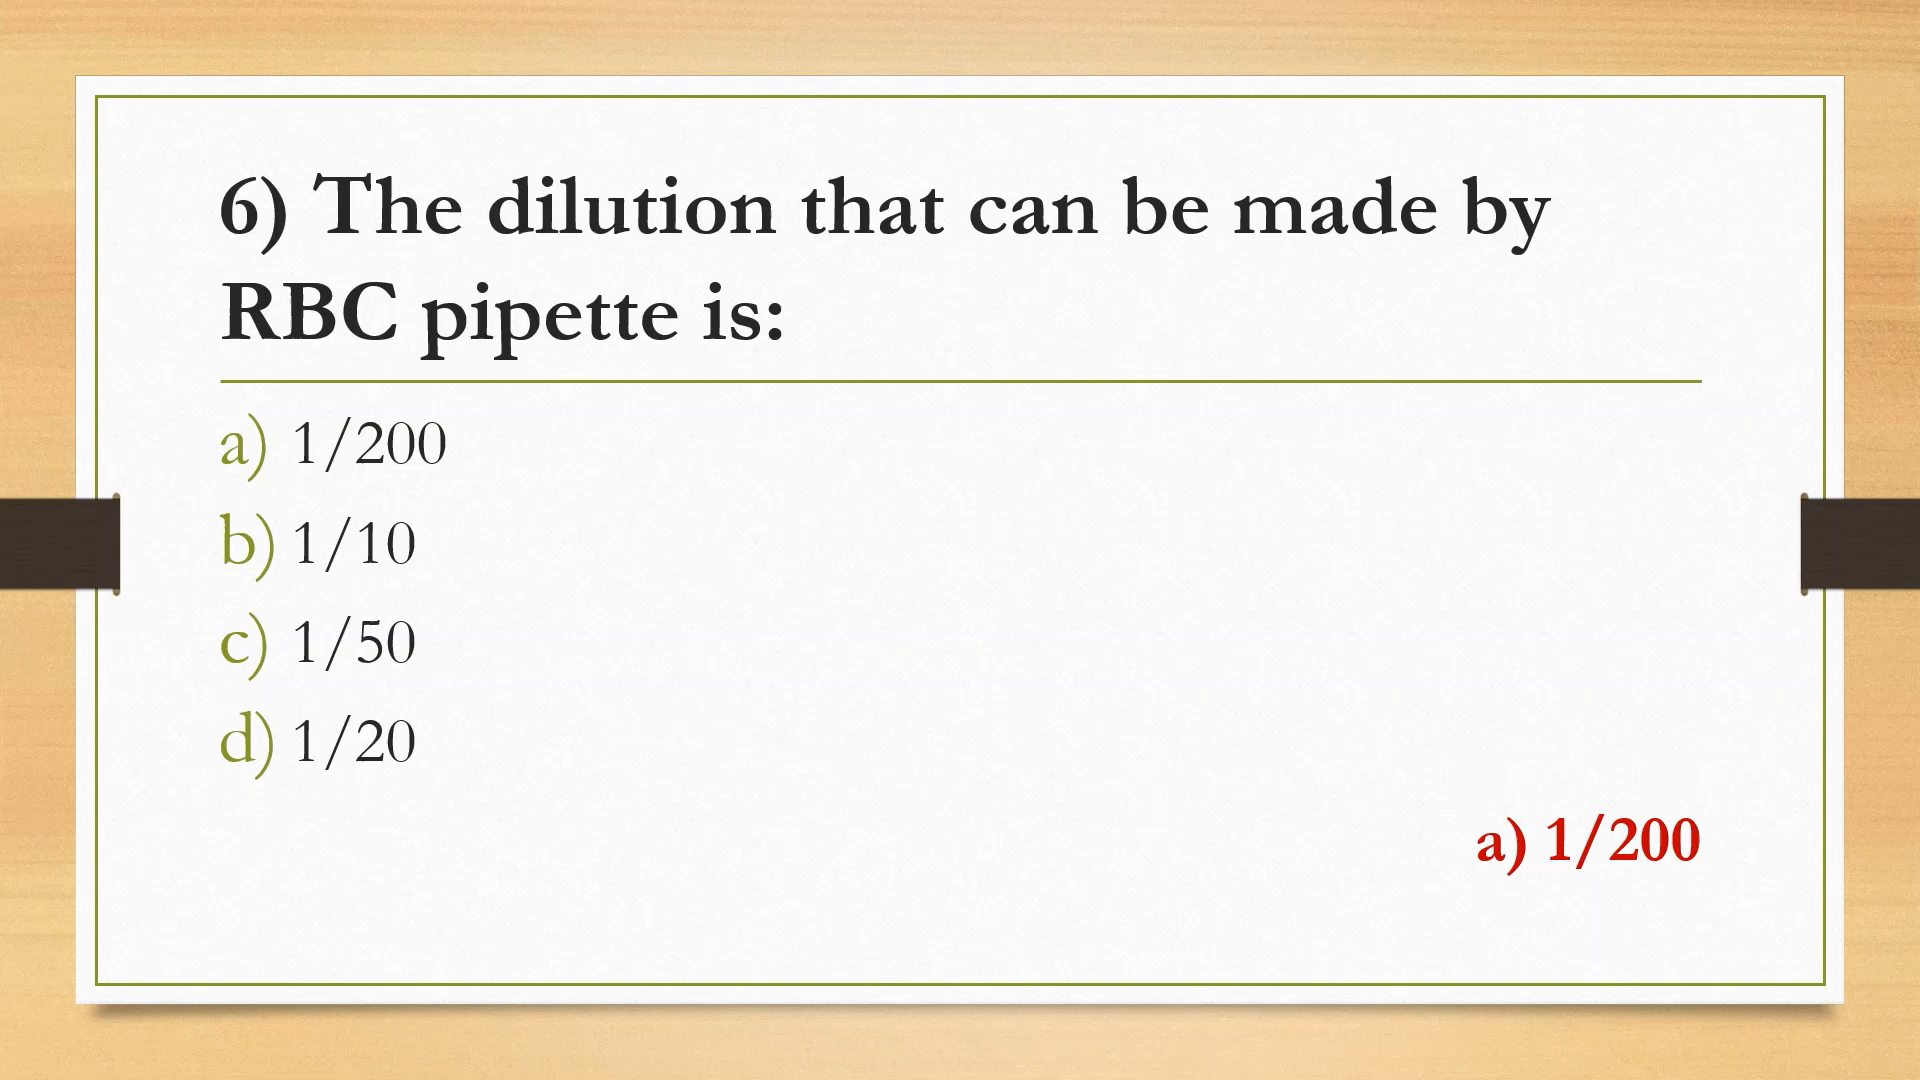 6) The dilution that can be made by
RBC pipette is:
a) 1/200
b) 1/10
c) 1/50
d) 1/20
a) 1/200